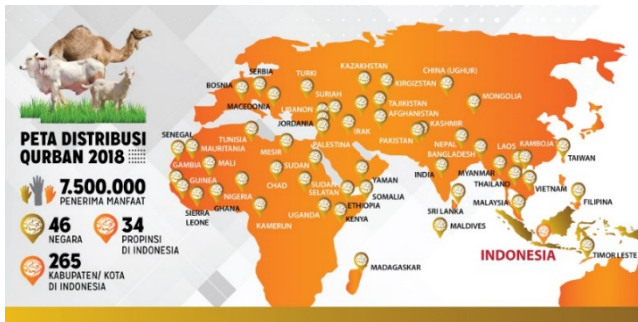 PETA DISTRIBUSI
QURBAN 2018
7.500.000
PENERIMA MANFAAT
46
NEGARA
34
PROPINSI
DI INDONESIA
265
KABUPATEN/ KOTA
DI INDONESIA
SERBIA
BOSNIA
MACEDONIA
TURKI
KAZAKHSTAN
KIRGIZSTAN
CHINA (UGHUR)
MONGOLIA
SURIAH
LIBANON
JORDANIA
TAJIKISTAN
AFGHANISTAN
KASHMIR
IRAK
PALESTINA
PAKISTAN
NEPAL
BANGLADESH
LAOS
KAMBOJA
TAIWAN
SENEGAL
MAURITANIA
TUNISIA
MESIR
GAMBIA
MALI
SUDAN
YAMAN
INDIA
MYANMAR
THAILAND
VIETNAM
FILIPINA
GUINEA
CHAD
SUDAN
SELATAN
SOMALIA
ETHIOPIA
NIGERIA
SIERRA
LEONE
GHANA
UGANDA
KENYA
KAMERUN
SRI LANKA
MALAYSIA
MALDIVES
INDONESIA
TIMOR LESTE
MADAGASKAR